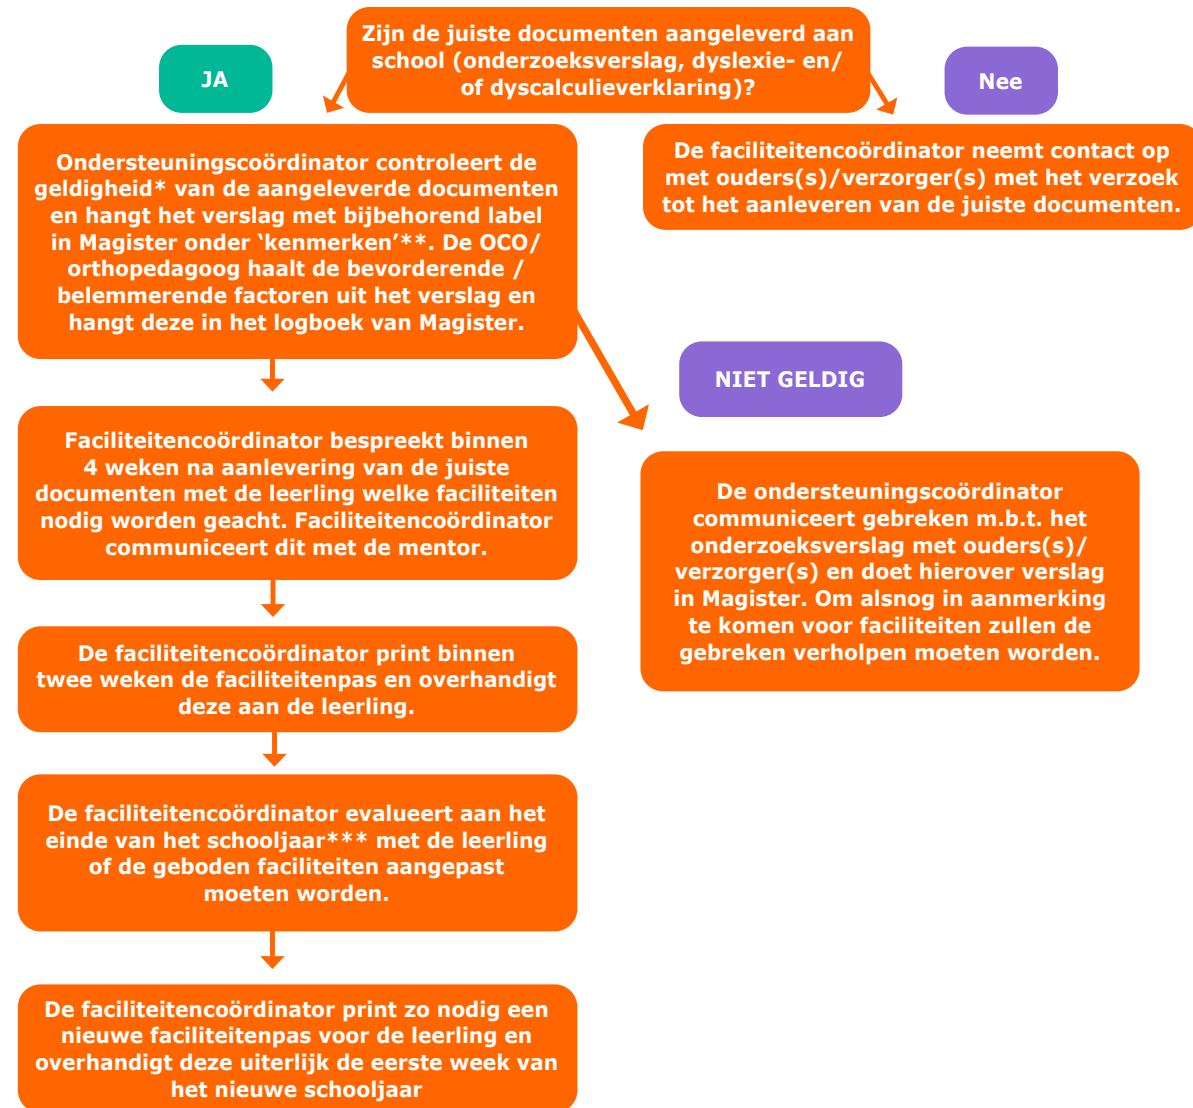 Zijn de juiste documenten aangeleverd aan
school (onderzoeksverslag, dyslexie- en/
of dyscalculieverklaring)?
JA
Nee
Ondersteuningscoördinator controleert de
geldigheid* van de aangeleverde documenten
en hangt het verslag met bijbehorend label
in Magister onder ‘kenmerken’**. De OCO/
orthopedagoog haalt de bevorderende /
belemmerende factoren uit het verslag en
hangt deze in het logboek van Magister.
De faciliteitencoördinator neemt contact op
met ouders(s)/verzorger(s) met het verzoek
tot het aanleveren van de juiste documenten.
NIET GELDIG
Faciliteitencoördinator bespreekt binnen
4 weken na aanlevering van de juiste
documenten met de leerling welke faciliteiten
nodig worden geacht. Faciliteitencoördinator
communiceert dit met de mentor.
De ondersteuningscoördinator
communiceert gebreken m.b.t. het
onderzoeksverslag met ouders(s)/
verzorger(s) en doet hierover verslag
in Magister. Om alsnog in aanmerking
te komen voor faciliteiten zullen de
gebreken verholpen moeten worden.
De faciliteitencoördinator print binnen
twee weken de faciliteitenpas en overhandigt
deze aan de leerling.
De faciliteitencoördinator evalueert aan het
einde van het schooljaar*** met de leerling
of de geboden faciliteiten aangepast
moeten worden.
De faciliteitencoördinator print zo nodig een
nieuwe faciliteitenpas voor de leerling en
overhandigt deze uiterlijk de eerste week van
het nieuwe schooljaar